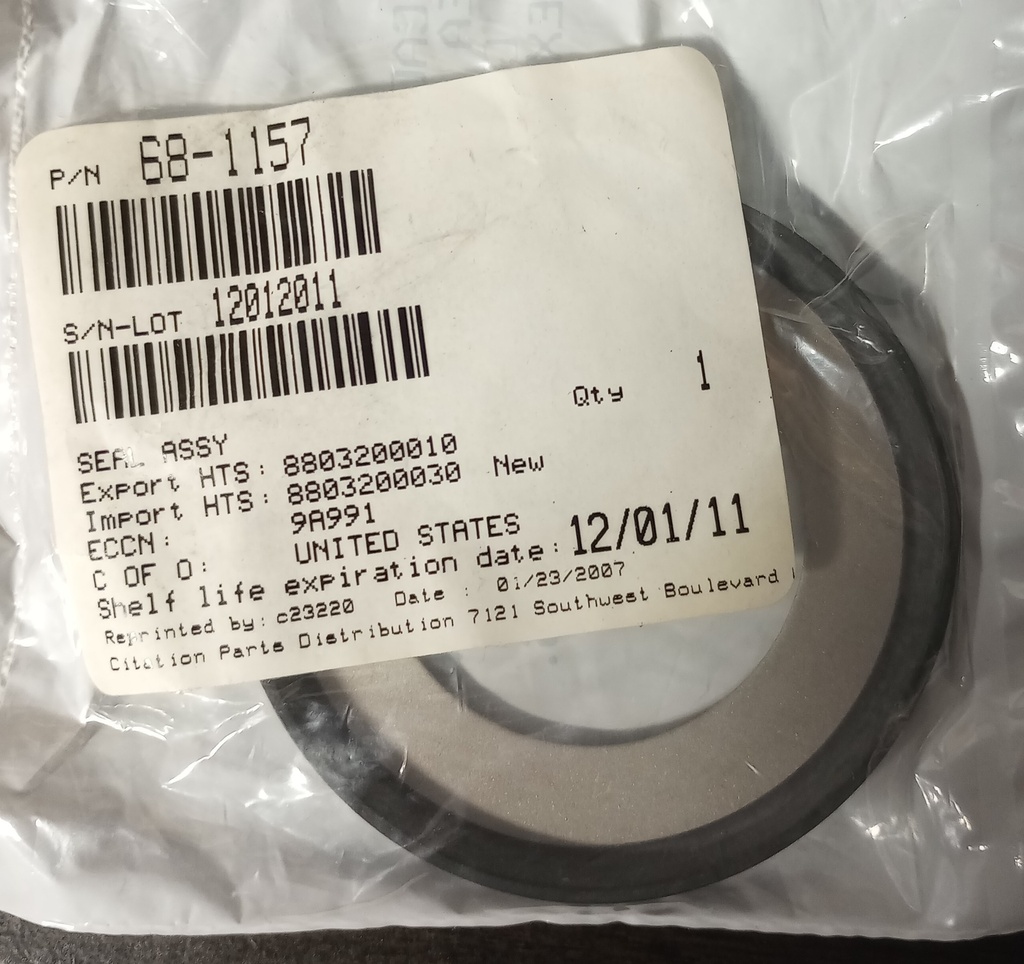 P/N 68-1157
S/N-LOT 12012011
Qty 1
SEAL ASSY
Export HTS: 8803200010
Import HTS: 8803200030 New
ECCN: 9A991
C OF O: UNITED STATES
Shelf life expiration date: 12/01/11
Reprinted by: c23220 Date : 01/23/2007
Citation Parts Distribution 7121 Southwest Boulevard